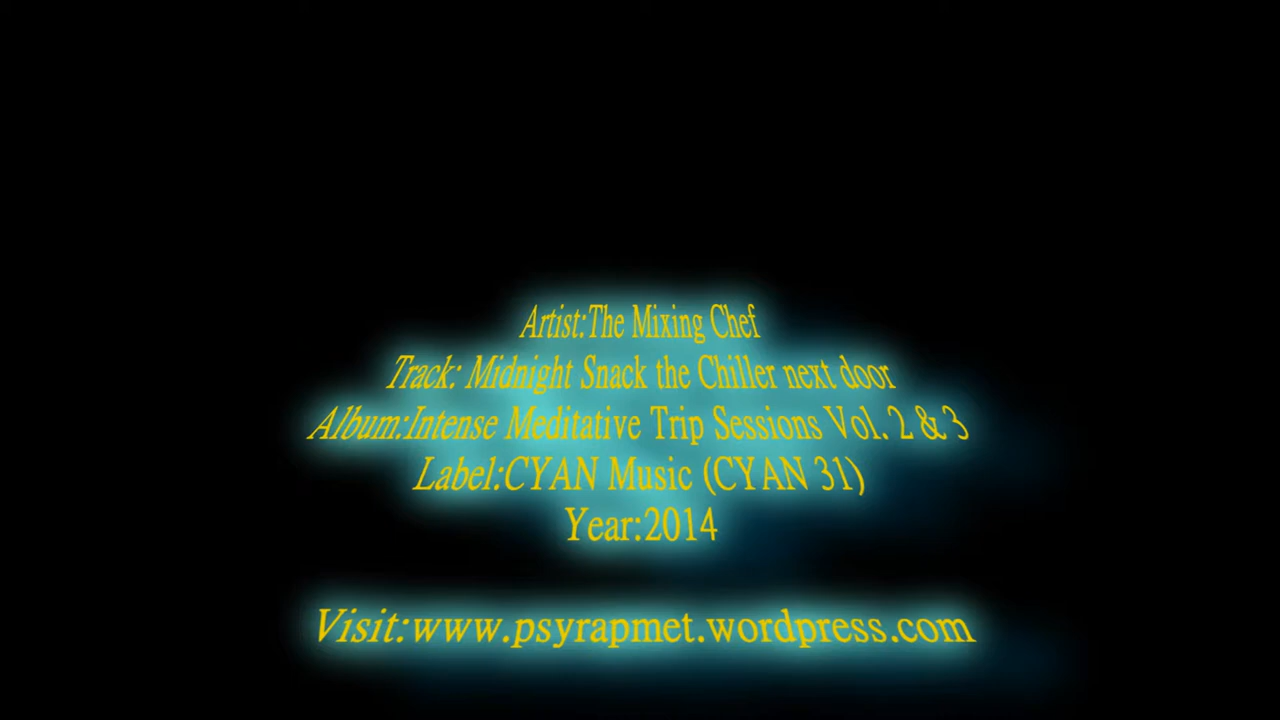 Artist:The Mixing Chef
Track: Midnight Snack the Chiller next door
Album:Intense Meditative Trip Sessions Vol. 2 & 3
Label:CYAN Music (CYAN 31)
Year:2014
Visit:www.psyrapmet.wordpress.com